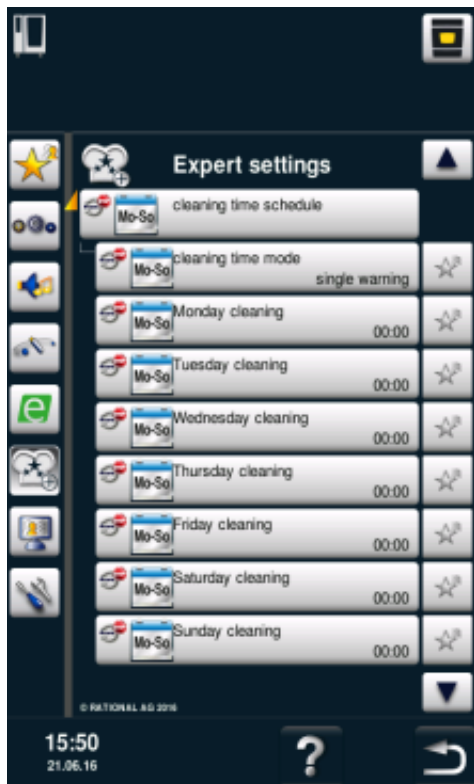 Expert settings
Mo-So cleaning time schedule
Mo-So cleaning time mode
single warning
Mo-So Monday cleaning
00:00
Mo-So Tuesday cleaning
00:00
Mo-So Wednesday cleaning
00:00
Mo-So Thursday cleaning
00:00
Mo-So Friday cleaning
00:00
Mo-So Saturday cleaning
00:00
Mo-So Sunday cleaning
00:00
© RATIONAL AG 2016
15:50
21.06.16
?